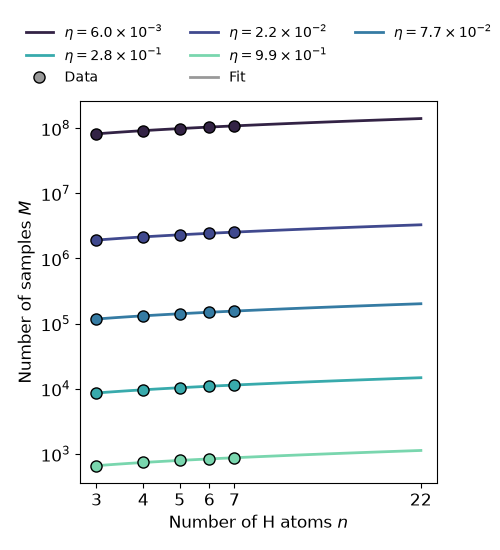 η = 6.0 × 10⁻³ η = 2.2 × 10⁻² η = 7.7 × 10⁻²
η = 2.8 × 10⁻¹ η = 9.9 × 10⁻¹
Data Fit
10⁸
10⁷
10⁶
10⁵
10⁴
10³
Number of samples M
3 4 5 6 7 22
Number of H atoms n